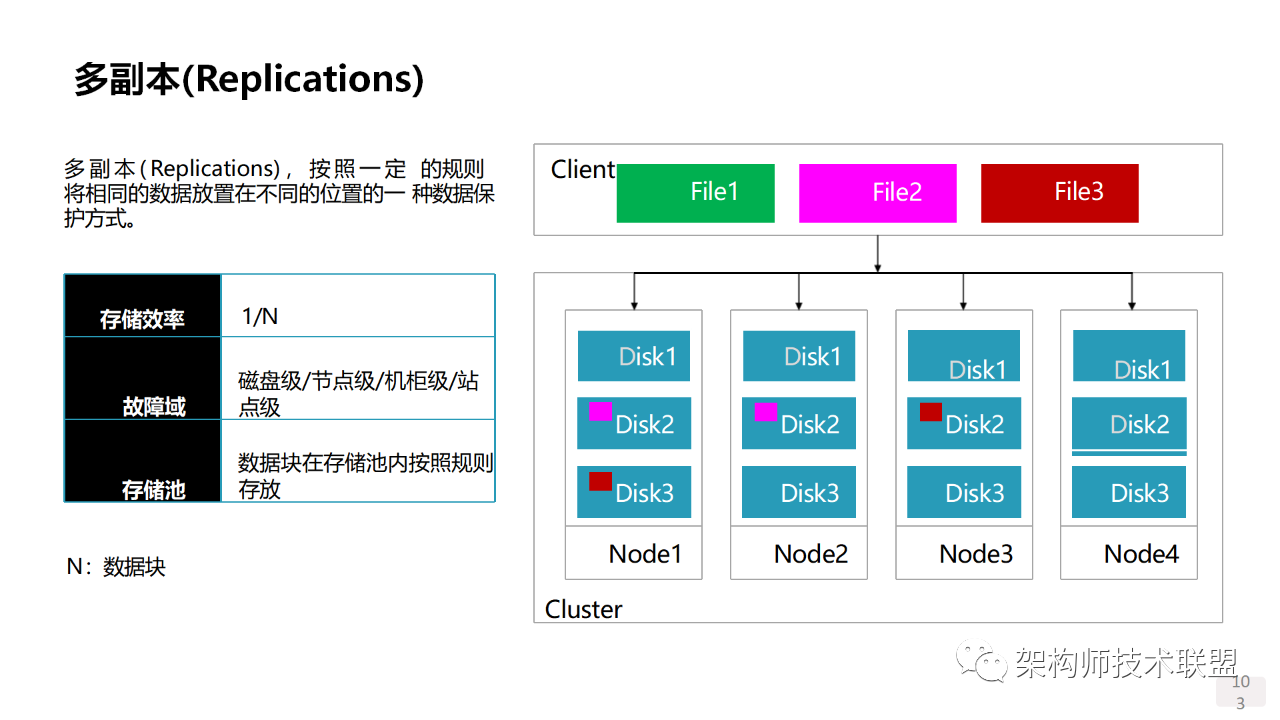 多副本(Replications)
多副本(Replications)，按照一定 的规则
将相同的数据放置在不同的位置的一 种数据保
护方式。
存储效率
1/N
故障域
磁盘级/节点级/机柜级/站
点级
存储池
数据块在存储池内按照规则
存放
N：数据块
Client
File1
File2
File3
Disk1
Disk2
Disk3
Node1
Disk1
Disk2
Disk3
Node2
Disk1
Disk2
Disk3
Node3
Disk1
Disk2
Disk3
Node4
Cluster
架构师技术联盟
10
3